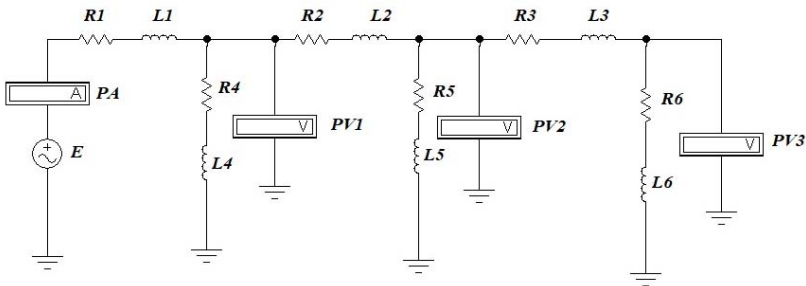 R1 L1 R2 L2 R3 L3
A PA
R4
V PV1
R5
V PV2
R6
V PV3
E
L4
L5
L6